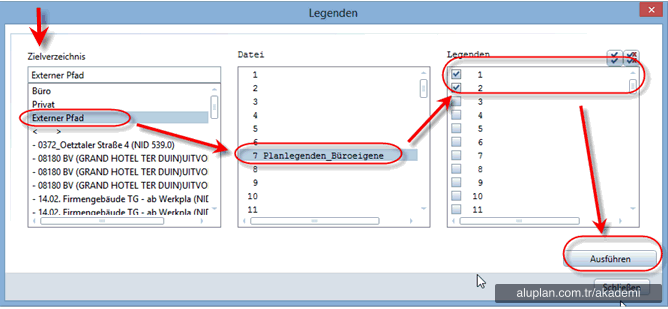 Legenden
Zielverzeichnis
Externer Pfad
Büro
Privat
Externer Pfad
< >
- 0372_Oetztaler Straße 4 (NID 539.0)
- 08180 BV (GRAND HOTEL TER DUIN)UITVO
- 08180 BV (GRAND HOTEL TER DUIN)UITVO
- 08180 BV (GRAND HOTEL TER DUIN)UITVO
- 14.02. Firmengebäude TG - ab Werkpla (NID
- 14.02. Firmengebäude TG - ab Werkpla (NID
Datei
1
2
3
4
5
6
7 Planlegenden_Büroeigene
8
9
10
11
Legenden
1
2
3
4
5
6
7
8
9
10
11
Ausführen
Schließen
aluplan.com.tr/akademi